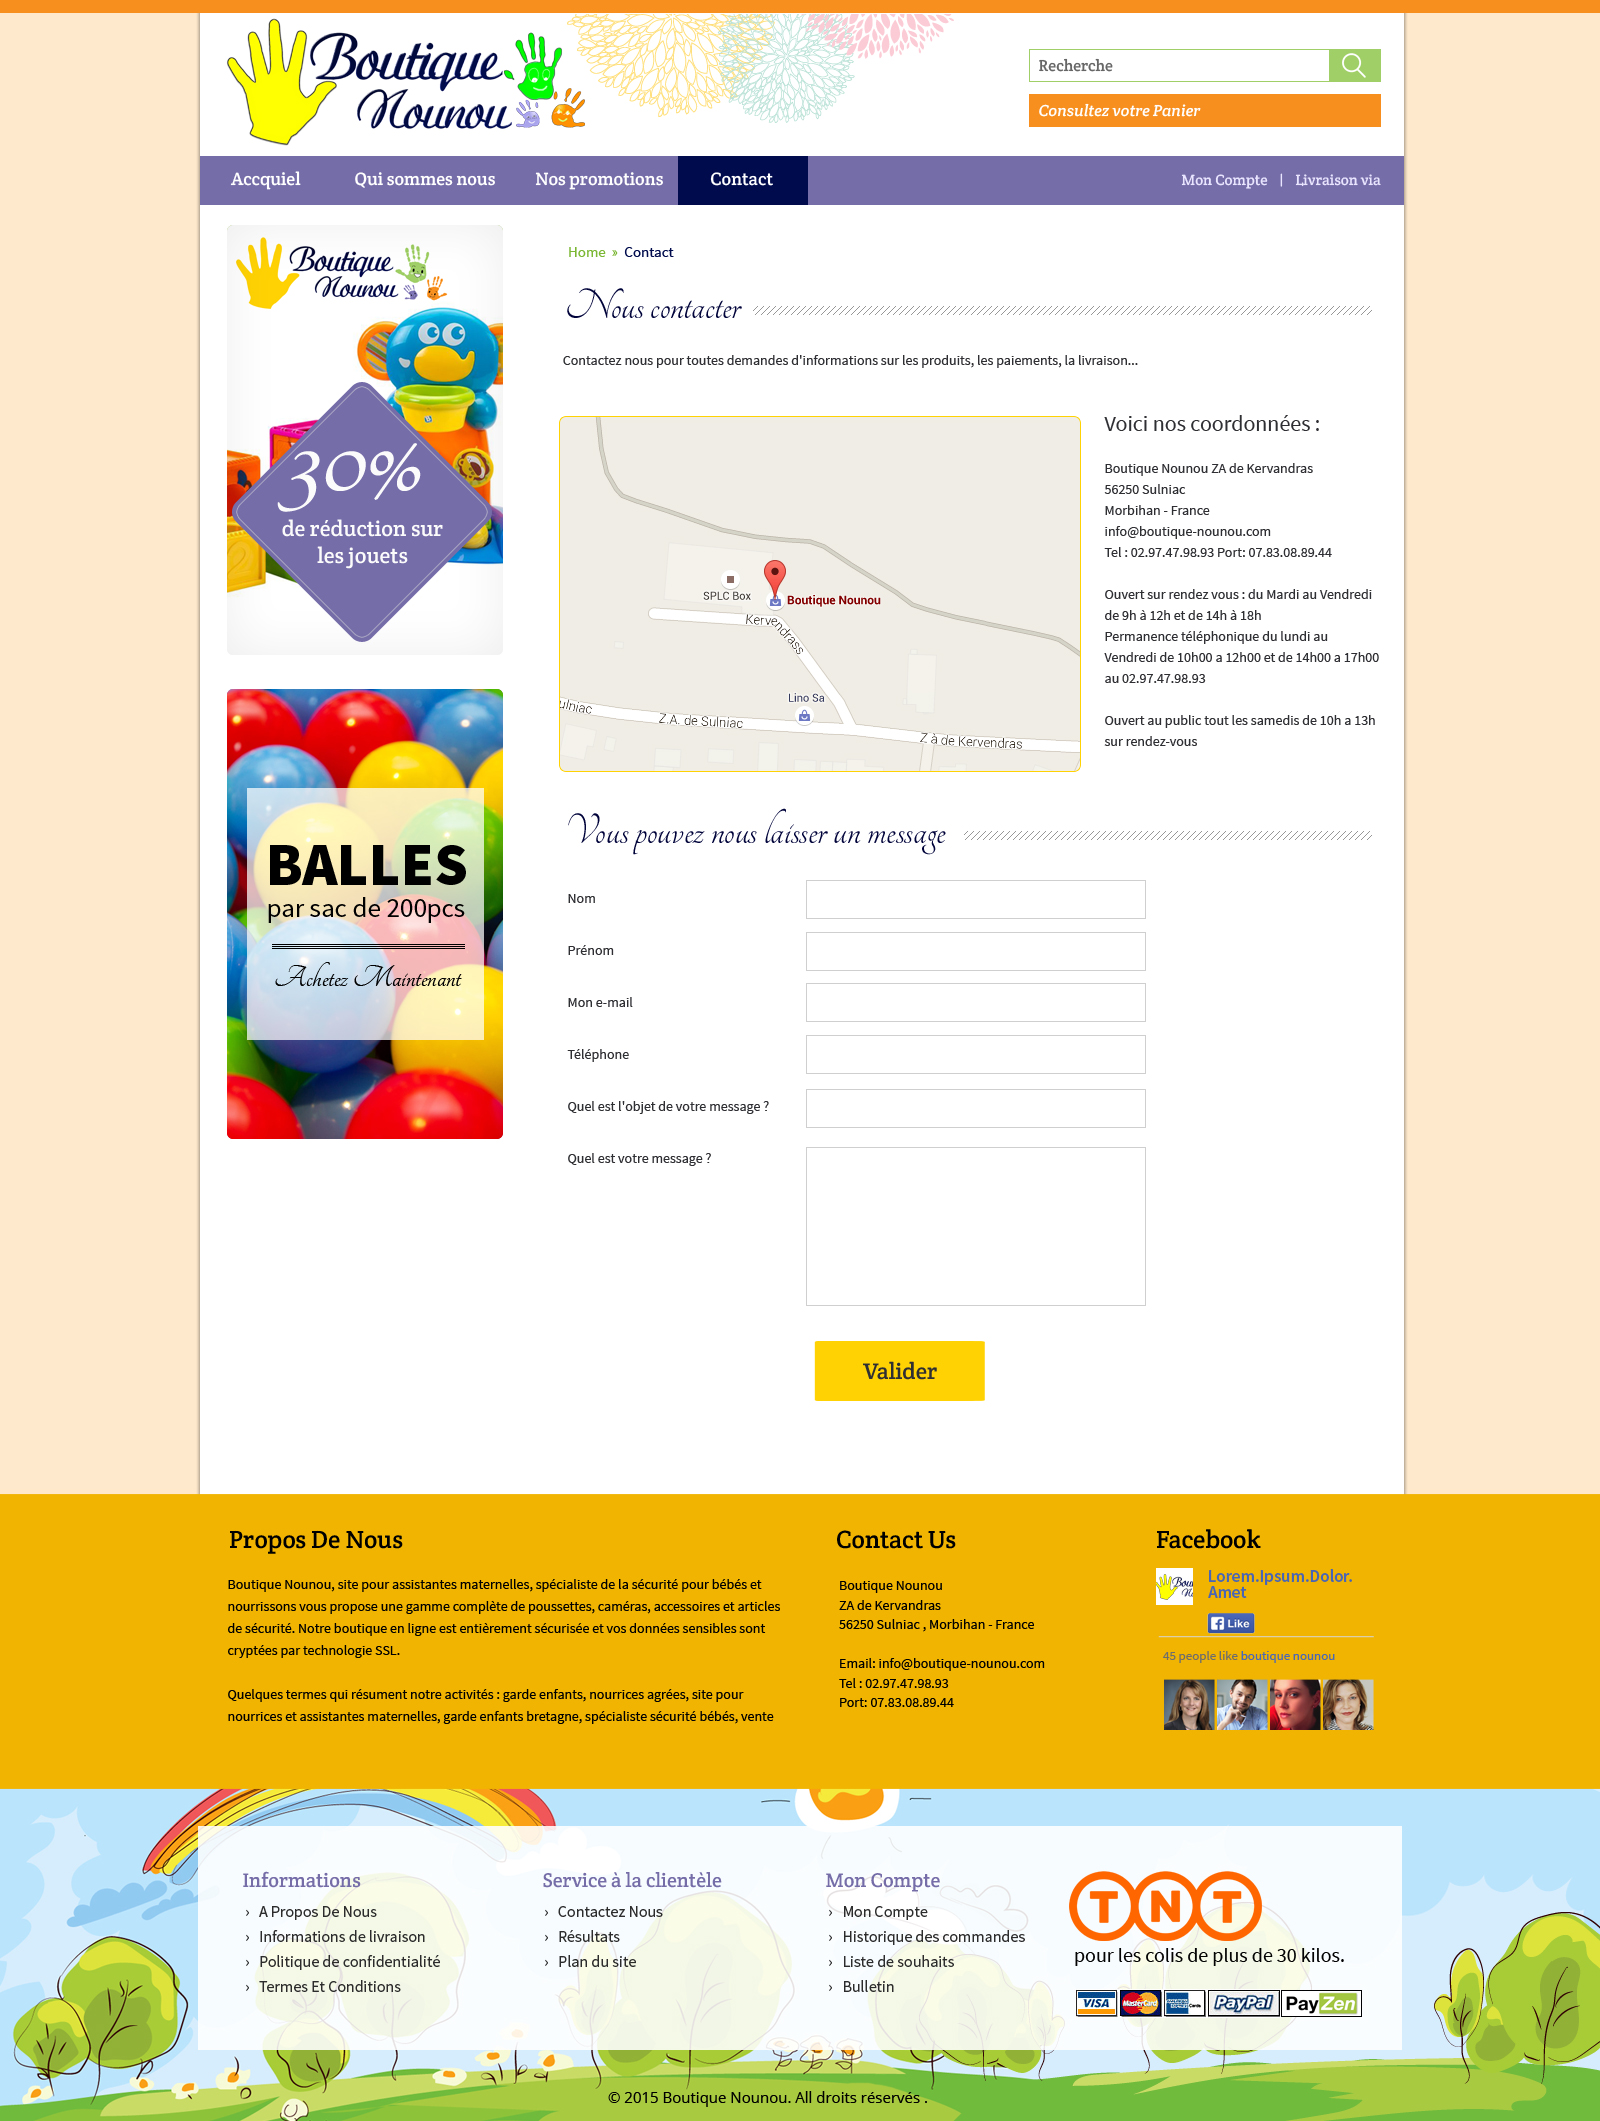 Boutique
Nounou
Recherche
Consultez votre Panier
Accquiel
Qui sommes nous
Nos promotions
Contact
Mon Compte | Livraison via
Boutique
Nounou
30%
de réduction sur
les jouets
BALLES
par sac de 200pcs
Achetez Maintenant
Home » Contact
Nous contacter
Contactez nous pour toutes demandes d'informations sur les produits, les paiements, la livraison...
SPLC Box
Boutique Nounou
Kervendrass
Lino Sa
ulniac
Z.A. de Sulniac
Z à de Kervendras
Voici nos coordonnées :
Boutique Nounou ZA de Kervandras
56250 Sulniac
Morbihan - France
info@boutique-nounou.com
Tel : 02.97.47.98.93 Port: 07.83.08.89.44
Ouvert sur rendez vous : du Mardi au Vendredi
de 9h à 12h et de 14h à 18h
Permanence téléphonique du lundi au
Vendredi de 10h00 a 12h00 et de 14h00 a 17h00
au 02.97.47.98.93
Ouvert au public tout les samedis de 10h a 13h
sur rendez-vous
Vous pouvez nous laisser un message
Nom
Prénom
Mon e-mail
Téléphone
Quel est l'objet de votre message ?
Quel est votre message ?
Valider
Propos De Nous
Boutique Nounou, site pour assistantes maternelles, spécialiste de la sécurité pour bébés et
nourrissons vous propose une gamme complète de poussettes, caméras, accessoires et articles
de sécurité. Notre boutique en ligne est entièrement sécurisée et vos données sensibles sont
cryptées par technologie SSL.
Quelques termes qui résument notre activités : garde enfants, nourrices agrées, site pour
nourrices et assistantes maternelles, garde enfants bretagne, spécialiste sécurité bébés, vente
Contact Us
Boutique Nounou
ZA de Kervandras
56250 Sulniac , Morbihan - France
Email: info@boutique-nounou.com
Tel : 02.97.47.98.93
Port: 07.83.08.89.44
Facebook
Lorem.Ipsum.Dolor.
Amet
Like
45 people like boutique nounou
Informations
› A Propos De Nous
› Informations de livraison
› Politique de confidentialité
› Termes Et Conditions
Service à la clientèle
› Contactez Nous
› Résultats
› Plan du site
Mon Compte
› Mon Compte
› Historique des commandes
› Liste de souhaits
› Bulletin
TNT
pour les colis de plus de 30 kilos.
VISA
MasterCard
PayPal
PayZen
© 2015 Boutique Nounou. All droits réservés .